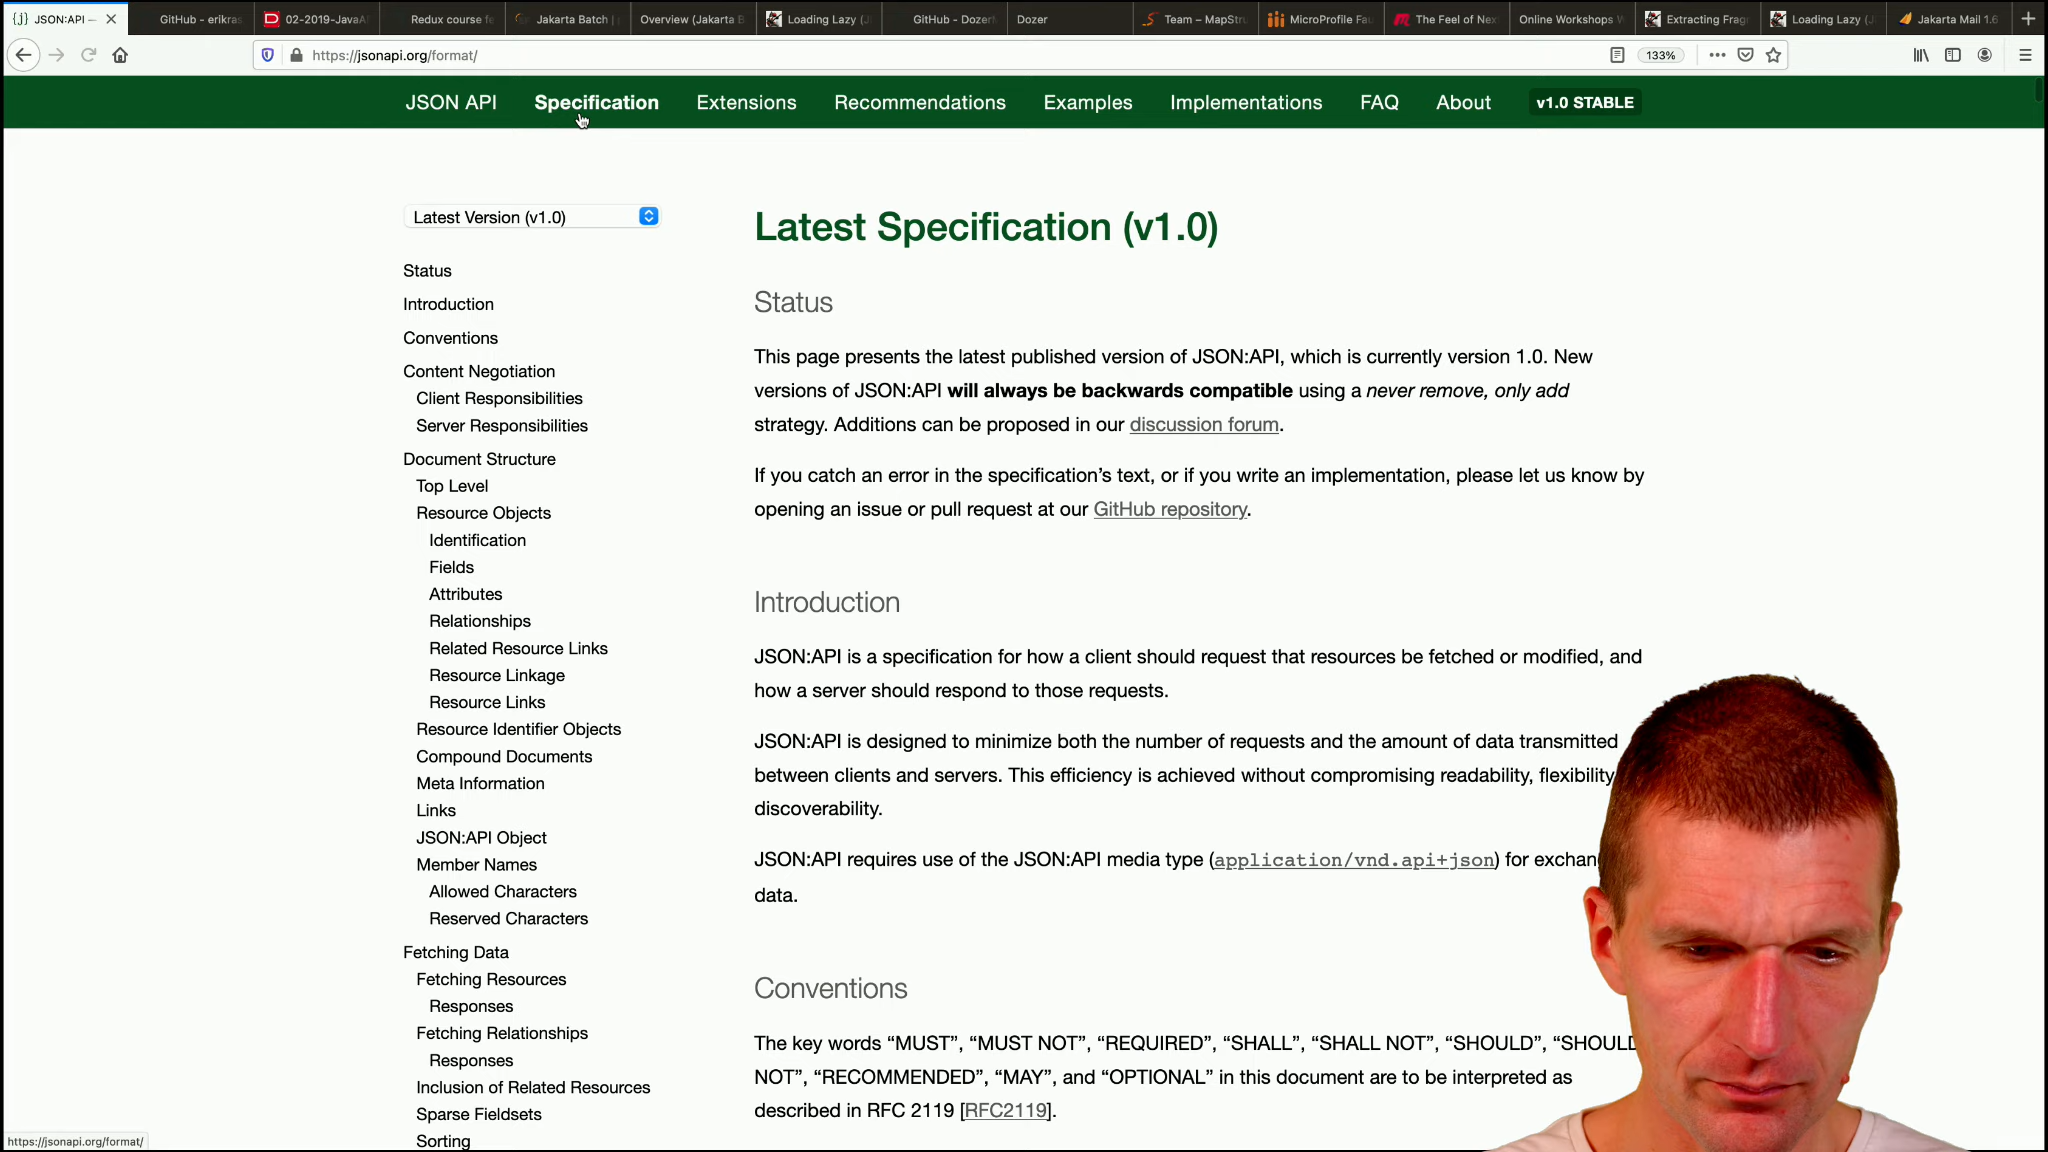 JSON:API —
GitHub - erikras
02-2019-JavaA
Redux course fe
Jakarta Batch |
Overview (Jakarta B
Loading Lazy (J
GitHub - Dozer
Dozer
Team – MapStru
MicroProfile Fau
The Feel of Nex
Online Workshops
Extracting Frag
Loading Lazy (J
Jakarta Mail 1.6
https://jsonapi.org/format/
133%
JSON API Specification Extensions Recommendations Examples Implementations FAQ About v1.0 STABLE
Latest Version (v1.0)
Status
Introduction
Conventions
Content Negotiation
Client Responsibilities
Server Responsibilities
Document Structure
Top Level
Resource Objects
Identification
Fields
Attributes
Relationships
Related Resource Links
Resource Linkage
Resource Links
Resource Identifier Objects
Compound Documents
Meta Information
Links
JSON:API Object
Member Names
Allowed Characters
Reserved Characters
Fetching Data
Fetching Resources
Responses
Fetching Relationships
Responses
Inclusion of Related Resources
Sparse Fieldsets
Sorting
Latest Specification (v1.0)
Status
This page presents the latest published version of JSON:API, which is currently version 1.0. New
versions of JSON:API will always be backwards compatible using a never remove, only add
strategy. Additions can be proposed in our discussion forum.
If you catch an error in the specification’s text, or if you write an implementation, please let us know by
opening an issue or pull request at our GitHub repository.
Introduction
JSON:API is a specification for how a client should request that resources be fetched or modified, and
how a server should respond to those requests.
JSON:API is designed to minimize both the number of requests and the amount of data transmitted
between clients and servers. This efficiency is achieved without compromising readability, flexibility
discoverability.
JSON:API requires use of the JSON:API media type (application/vnd.api+json) for exchan
data.
Conventions
The key words “MUST”, “MUST NOT”, “REQUIRED”, “SHALL”, “SHALL NOT”, “SHOULD”, “SHOULD
NOT”, “RECOMMENDED”, “MAY”, and “OPTIONAL” in this document are to be interpreted as
described in RFC 2119 [RFC2119].
https://jsonapi.org/format/